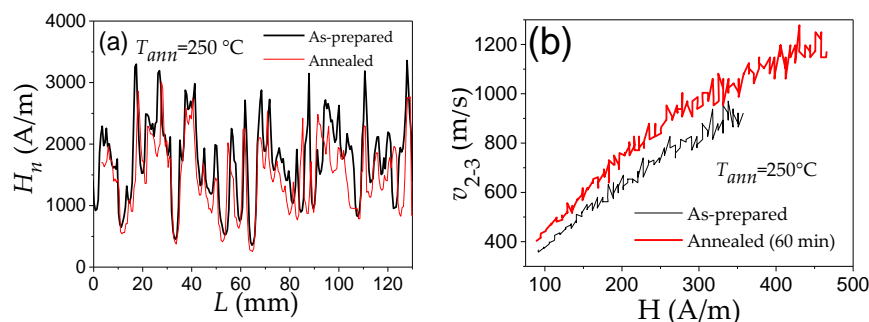 (a)
T_ann=250 °C
As-prepared
Annealed
4000
3000
2000
1000
0
H_n (A/m)
0 20 40 60 80 100 120
L (mm)
(b)
1200
1000
800
600
400
v_2-3 (m/s)
T_ann=250°C
As-prepared
Annealed (60 min)
100 200 300 400 500
H (A/m)